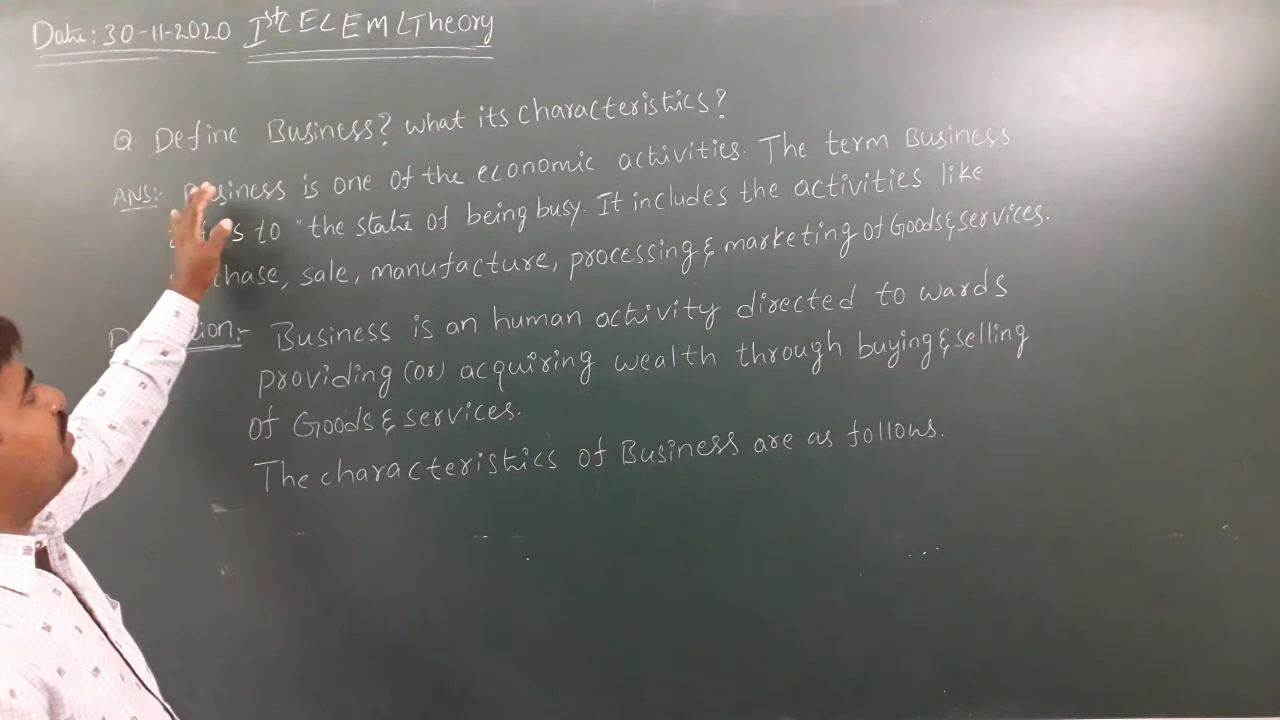 Date: 30-11-2020 Ist EC EML Theory
Q Define Business? what its characteristics?
ANS:- Business is one of the economic activities. The term Business
to "the state of being busy. It includes the activities like
chase, sale, manufacture, processing & marketing of Goods & services.
Business is an human activity directed to wards
providing (or) acquiring wealth through buying & selling
of Goods & services.
The characteristics of Business are as follows.